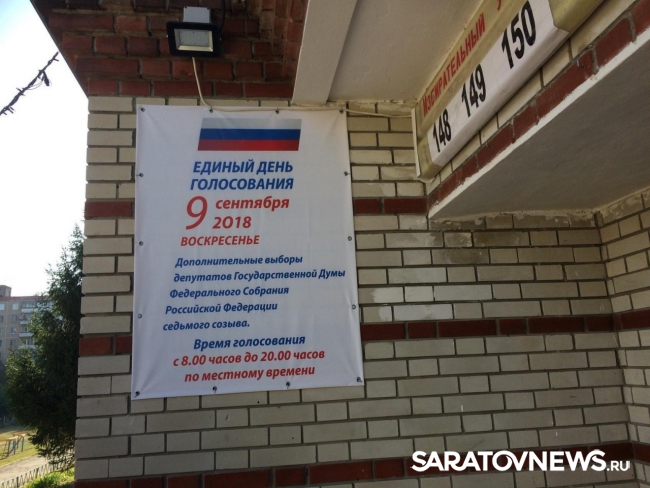 ЕДИНЫЙ ДЕНЬ
ГОЛОСОВАНИЯ
9 сентября
2018
ВОСКРЕСЕНЬЕ
Дополнительные выборы
депутатов Государственной Думы
Федерального Собрания
Российской Федерации
седьмого созыва.
Время голосования
с 8.00 часов до 20.00 часов
по местному времени
ИЗБИРАТЕЛЬНЫЙ
148 149 150
SARATOVNEWS.RU